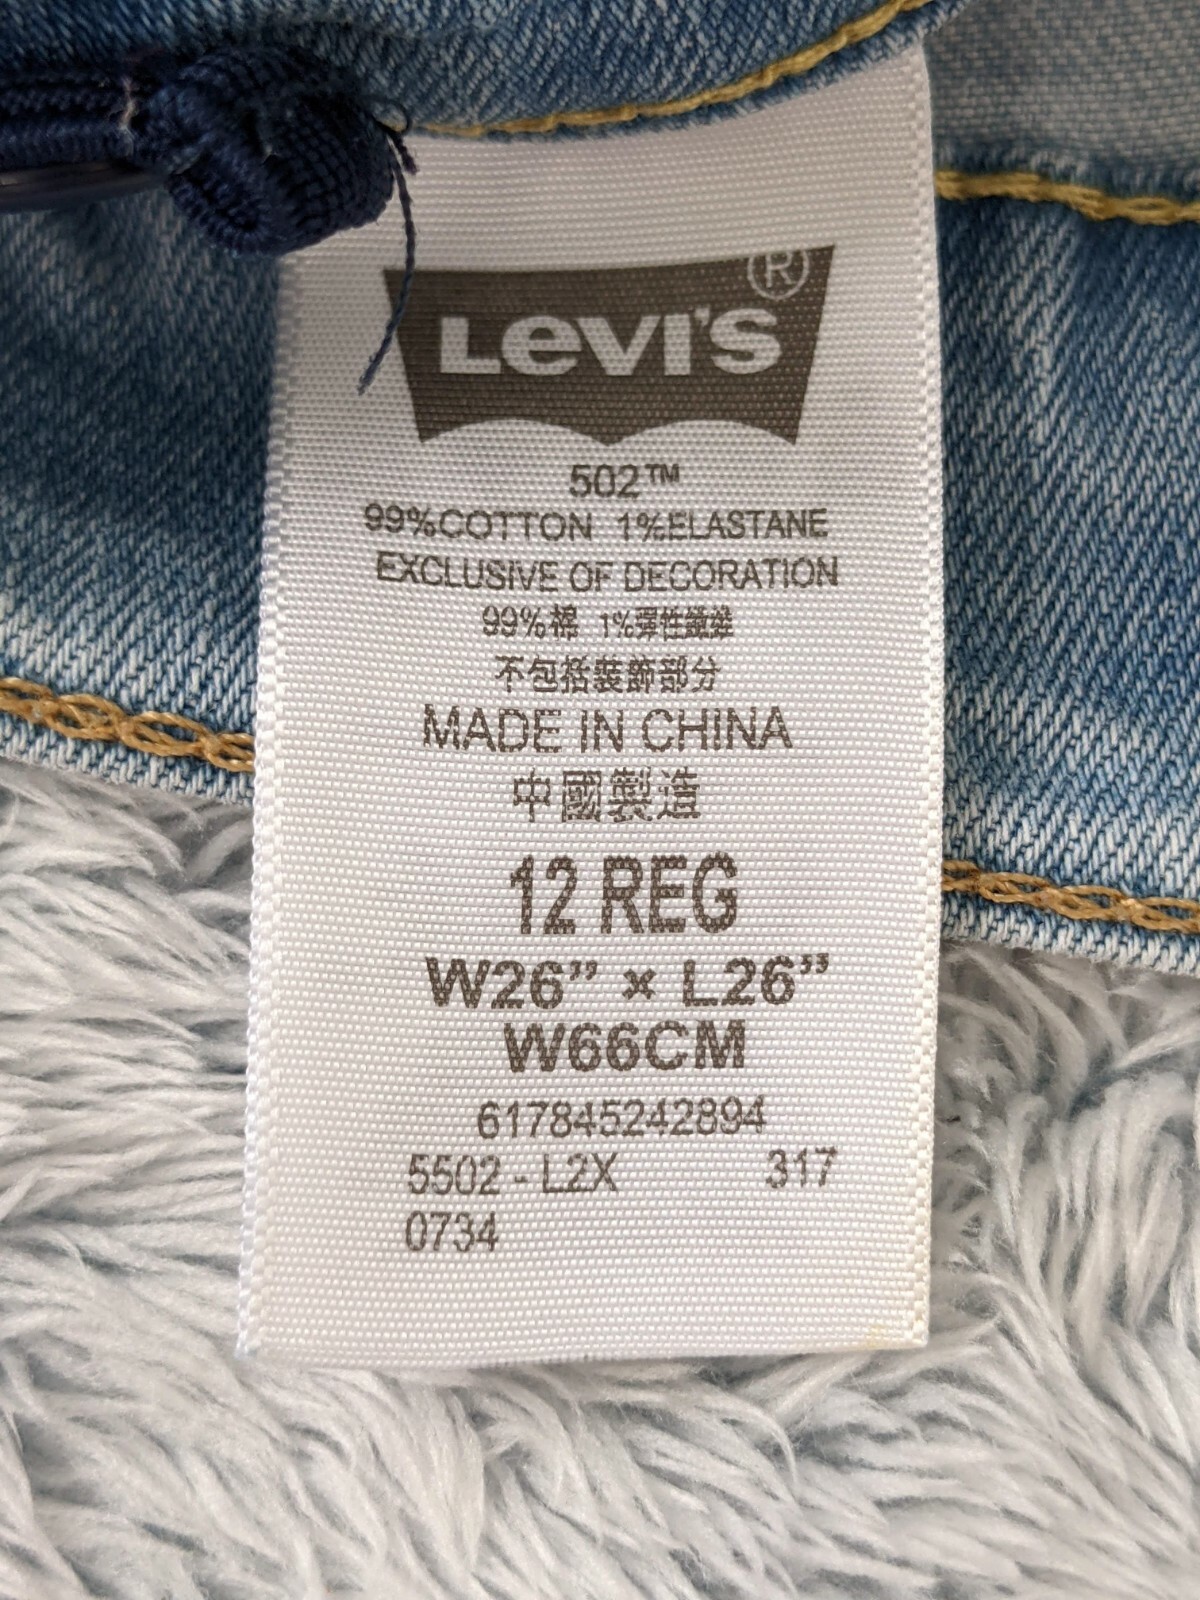 Levi's®
502™
99%COTTON 1%ELASTANE
EXCLUSIVE OF DECORATION
99%棉 1%彈性纖維
不包括裝飾部分
MADE IN CHINA
中國製造
12 REG
W26” × L26”
W66CM
617845242894
5502 - L2X 317
0734